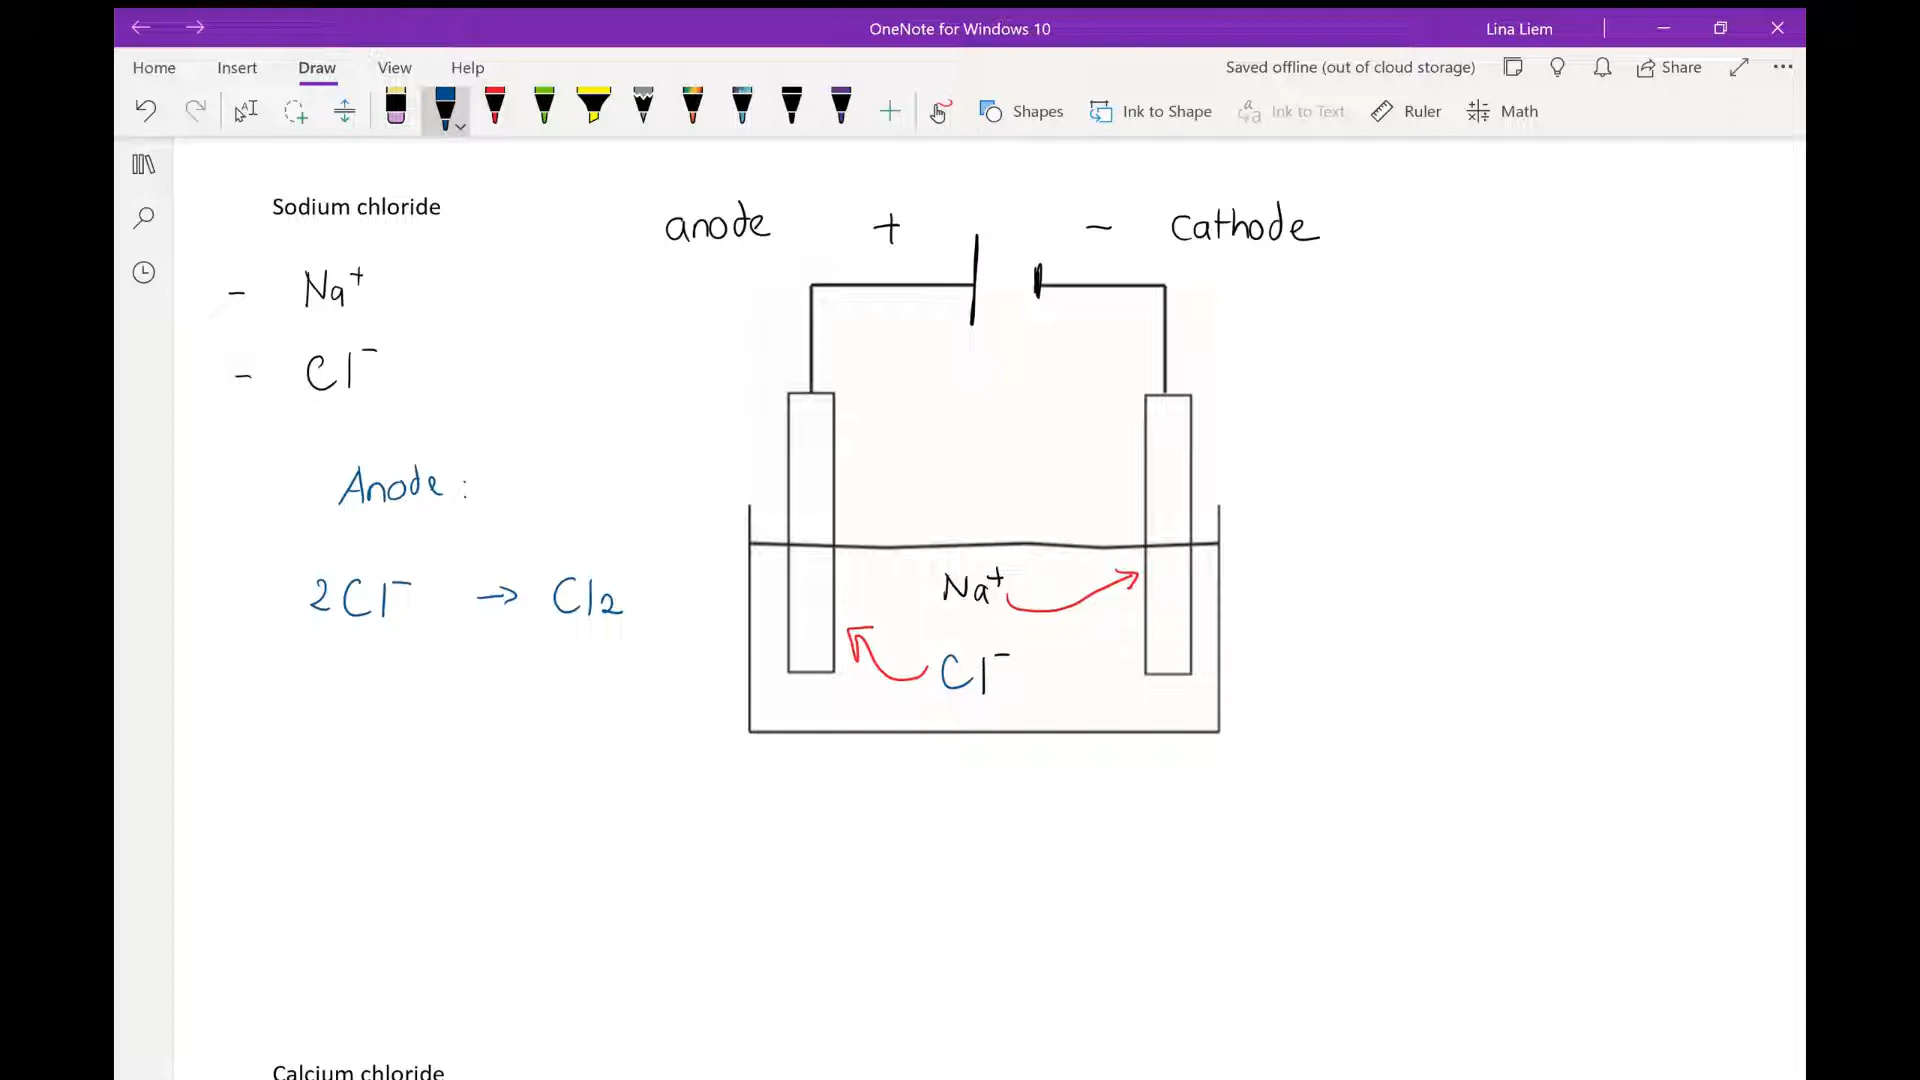 OneNote for Windows 10
Lina Liem
Home Insert Draw View Help
Saved offline (out of cloud storage)
Share
Shapes
Ink to Shape
Ink to Text
Ruler
Math
Sodium chloride
anode + - cathode
- Na⁺
- Cl⁻
Anode :
2Cl⁻ → Cl₂
Na⁺
Cl⁻
Calcium chloride